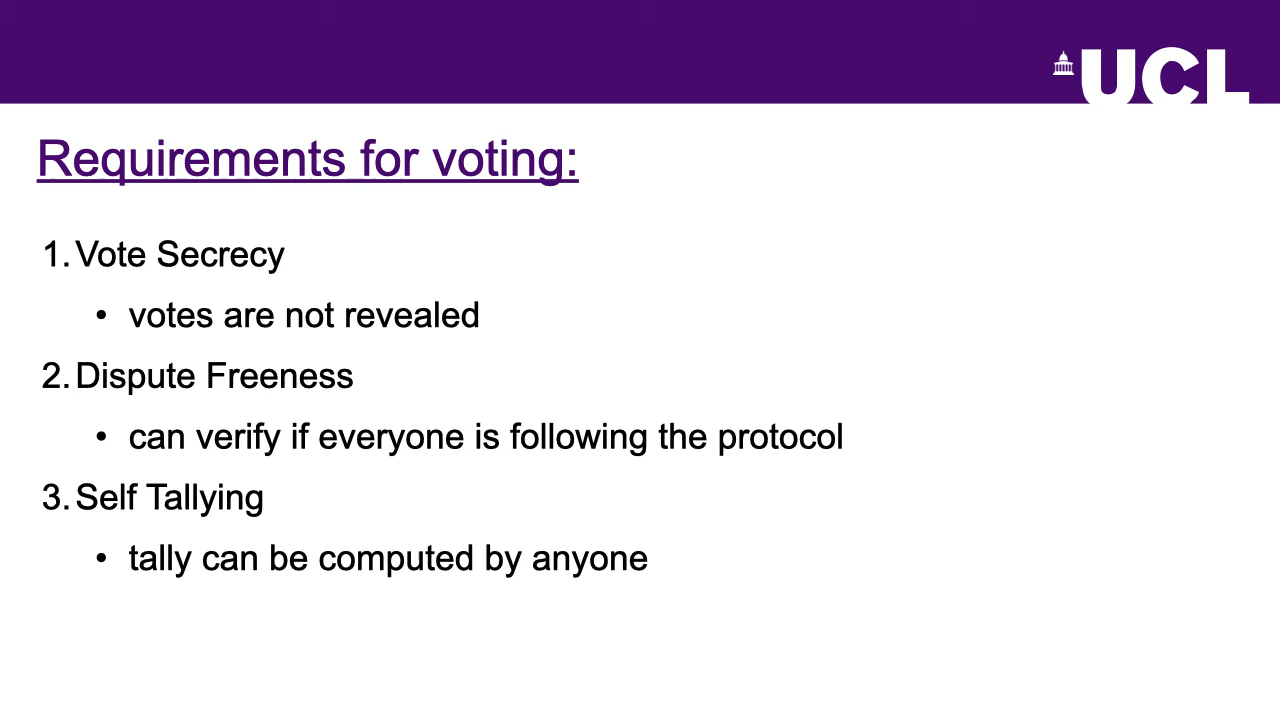 UCL
Requirements for voting:
1. Vote Secrecy
• votes are not revealed
2. Dispute Freeness
• can verify if everyone is following the protocol
3. Self Tallying
• tally can be computed by anyone